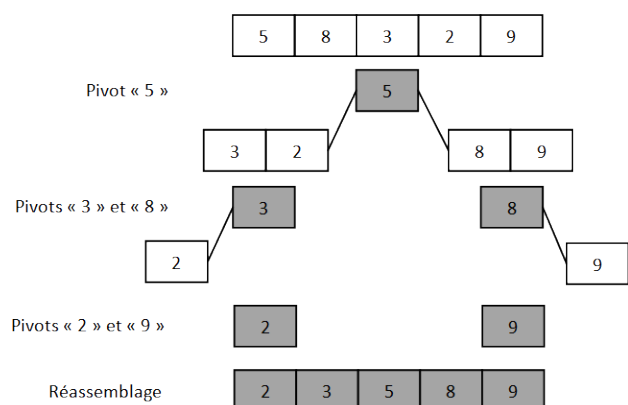 5 8 3 2 9
Pivot « 5 »
5
3 2 8 9
Pivots « 3 » et « 8 »
3 8
2 9
Pivots « 2 » et « 9 »
2 9
Réassemblage
2 3 5 8 9